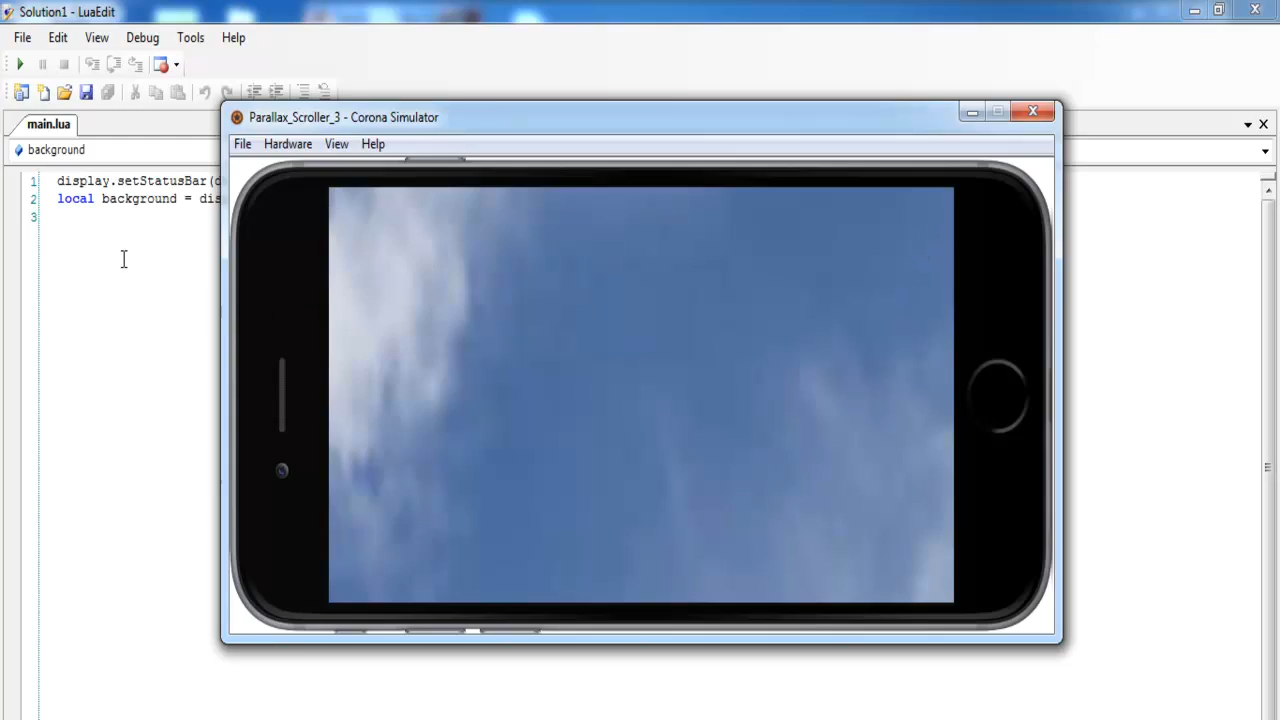 Solution1 - LuaEdit
File Edit View Debug Tools Help
main.lua
background
Parallax_Scroller_3 - Corona Simulator
File Hardware View Help
1 display.setStatusBar(d
2 local background = dis
3